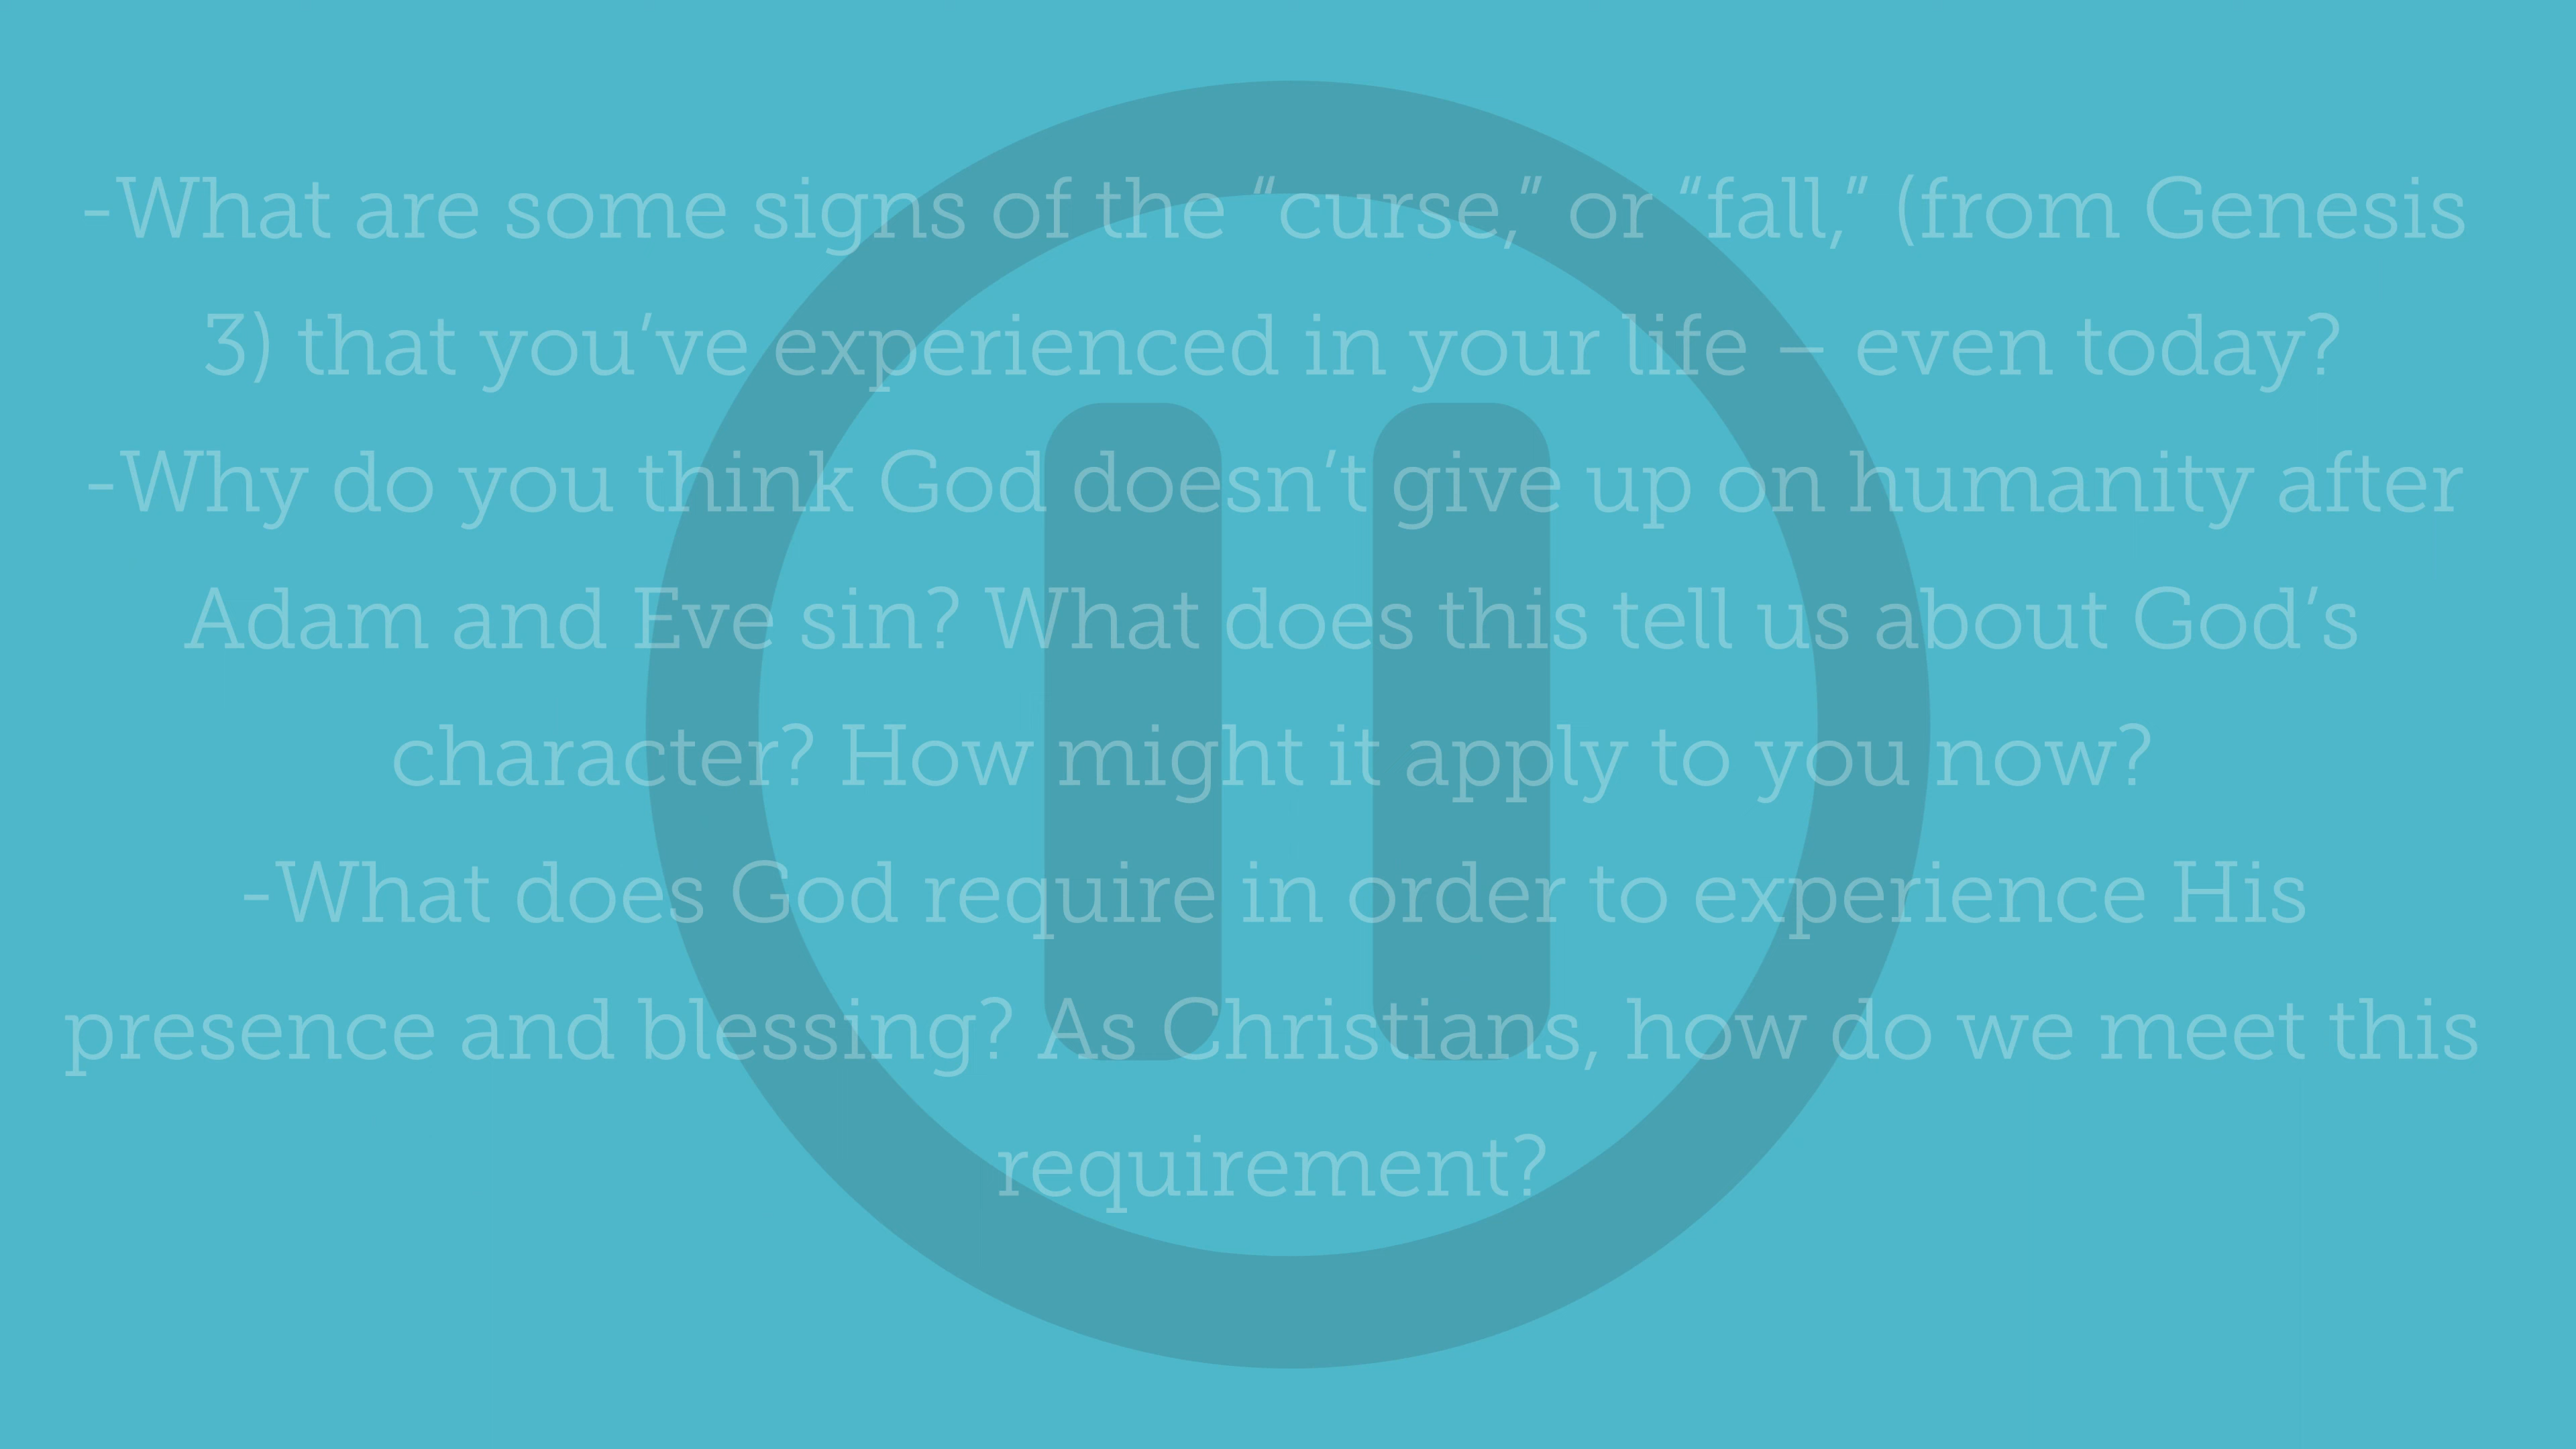 -What are some signs of the “curse,” or “fall,” (from Genesis
3) that you’ve experienced in your life – even today?
-Why do you think God doesn’t give up on humanity after
Adam and Eve sin? What does this tell us about God’s
character? How might it apply to you now?
-What does God require in order to experience His
presence and blessing? As Christians, how do we meet this
requirement?